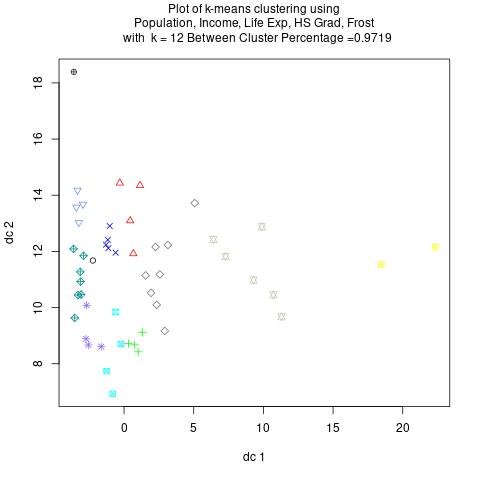 Plot of k-means clustering using
Population, Income, Life Exp, HS Grad, Frost
with k = 12 Between Cluster Percentage =0.9719
18
16
14
12
10
8
dc 2
0
5
10
15
20
dc 1